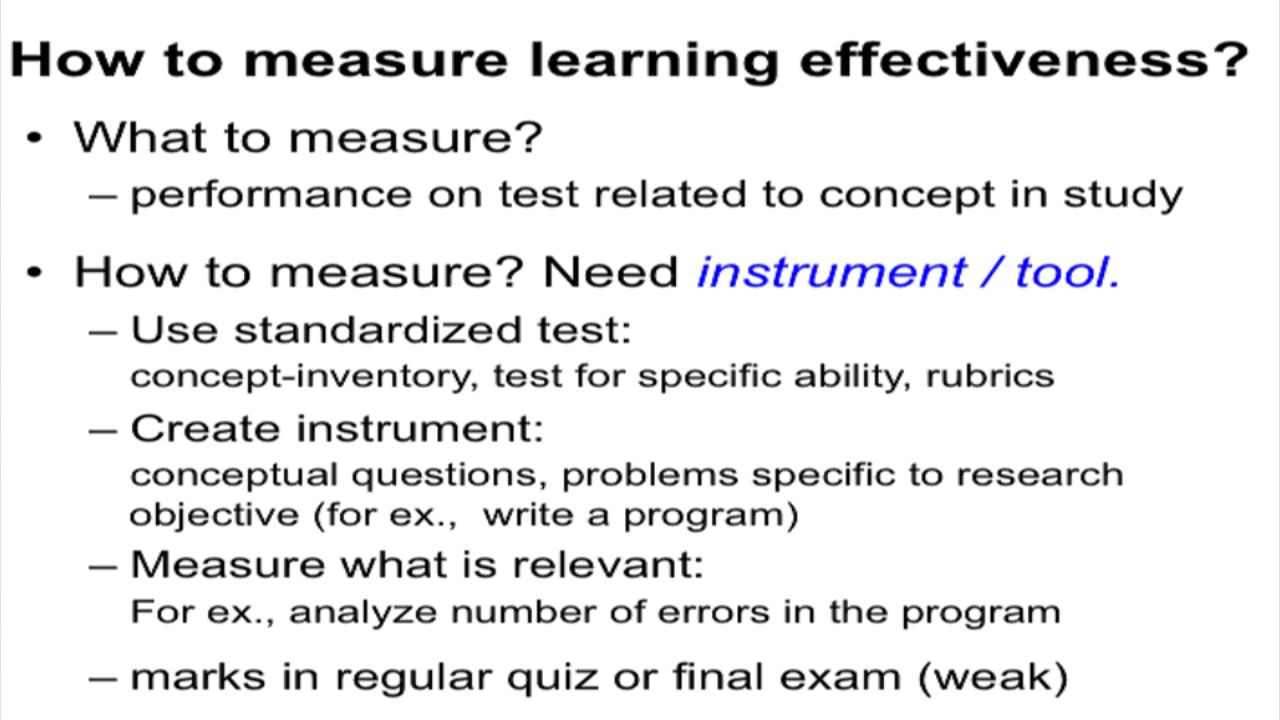 How to measure learning effectiveness?
• What to measure?
– performance on test related to concept in study
• How to measure? Need instrument / tool.
– Use standardized test:
concept-inventory, test for specific ability, rubrics
– Create instrument:
conceptual questions, problems specific to research
objective (for ex., write a program)
– Measure what is relevant:
For ex., analyze number of errors in the program
– marks in regular quiz or final exam (weak)